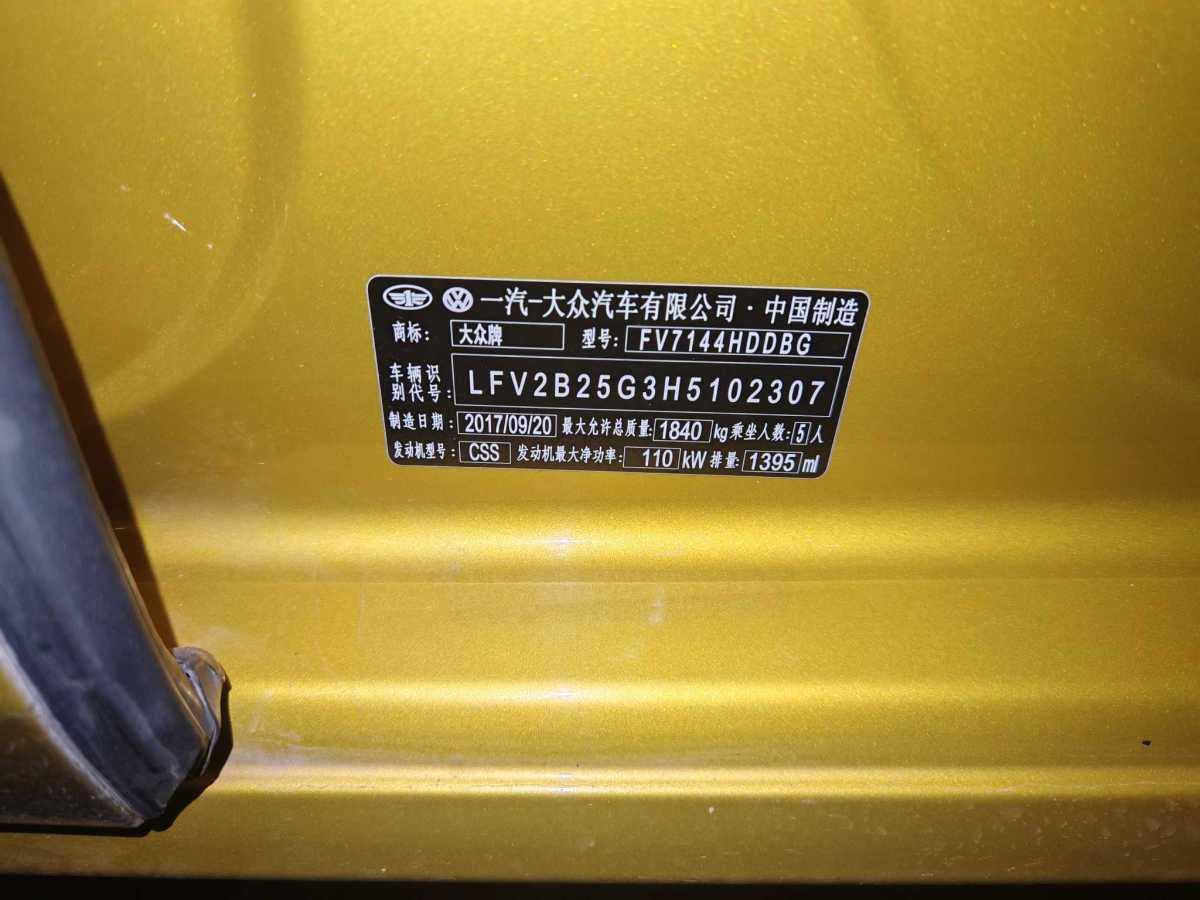 一汽-大众汽车有限公司·中国制造
商标: 大众牌 型号: FV7144HDDBG
车辆识别代号: LFV2B25G3H5102307
制造日期: 2017/09/20 最大允许总质量: 1840 kg 乘坐人数: 5 人
发动机型号: CSS 发动机最大净功率: 110 kW 排量: 1395 ml